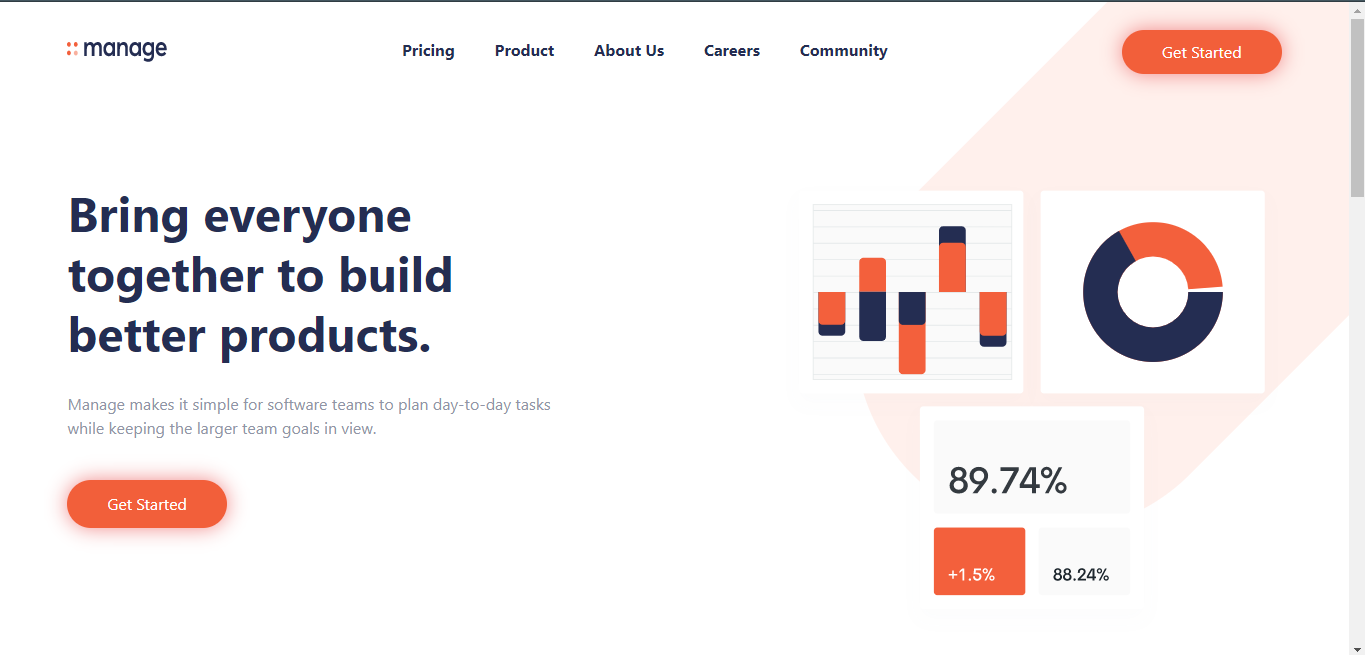 manage
Pricing
Product
About Us
Careers
Community
Get Started
Bring everyone
together to build
better products.
Manage makes it simple for software teams to plan day-to-day tasks
while keeping the larger team goals in view.
Get Started
89.74%
+1.5%
88.24%